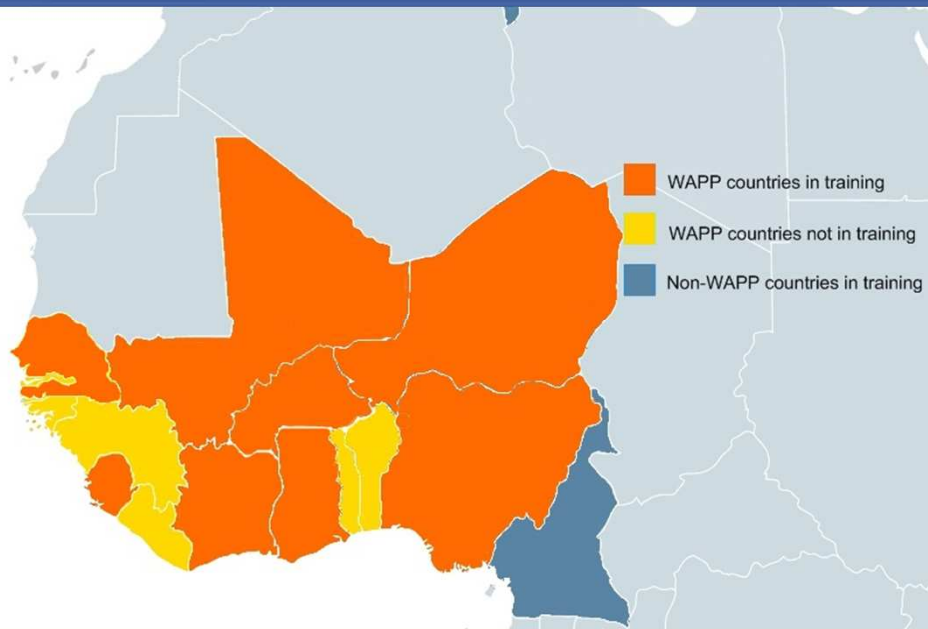 WAPP countries in training
WAPP countries not in training
Non-WAPP countries in training